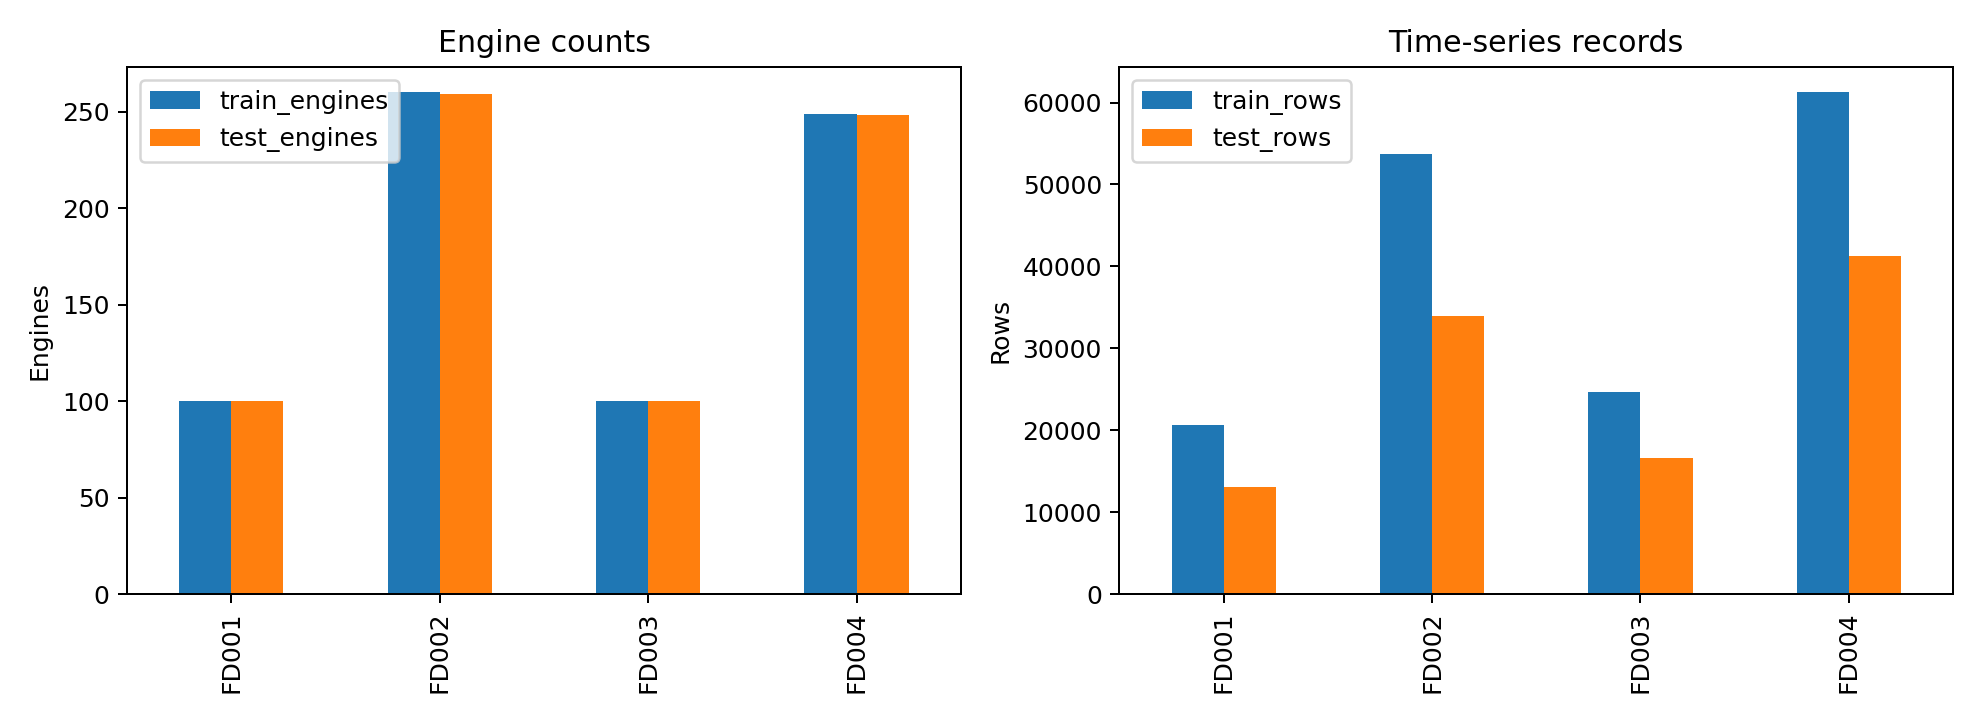 Engine counts
train_engines
test_engines
250
200
150
100
50
0
Engines
FD001
FD002
FD003
FD004
Time-series records
train_rows
test_rows
60000
50000
40000
30000
20000
10000
0
Rows
FD001
FD002
FD003
FD004